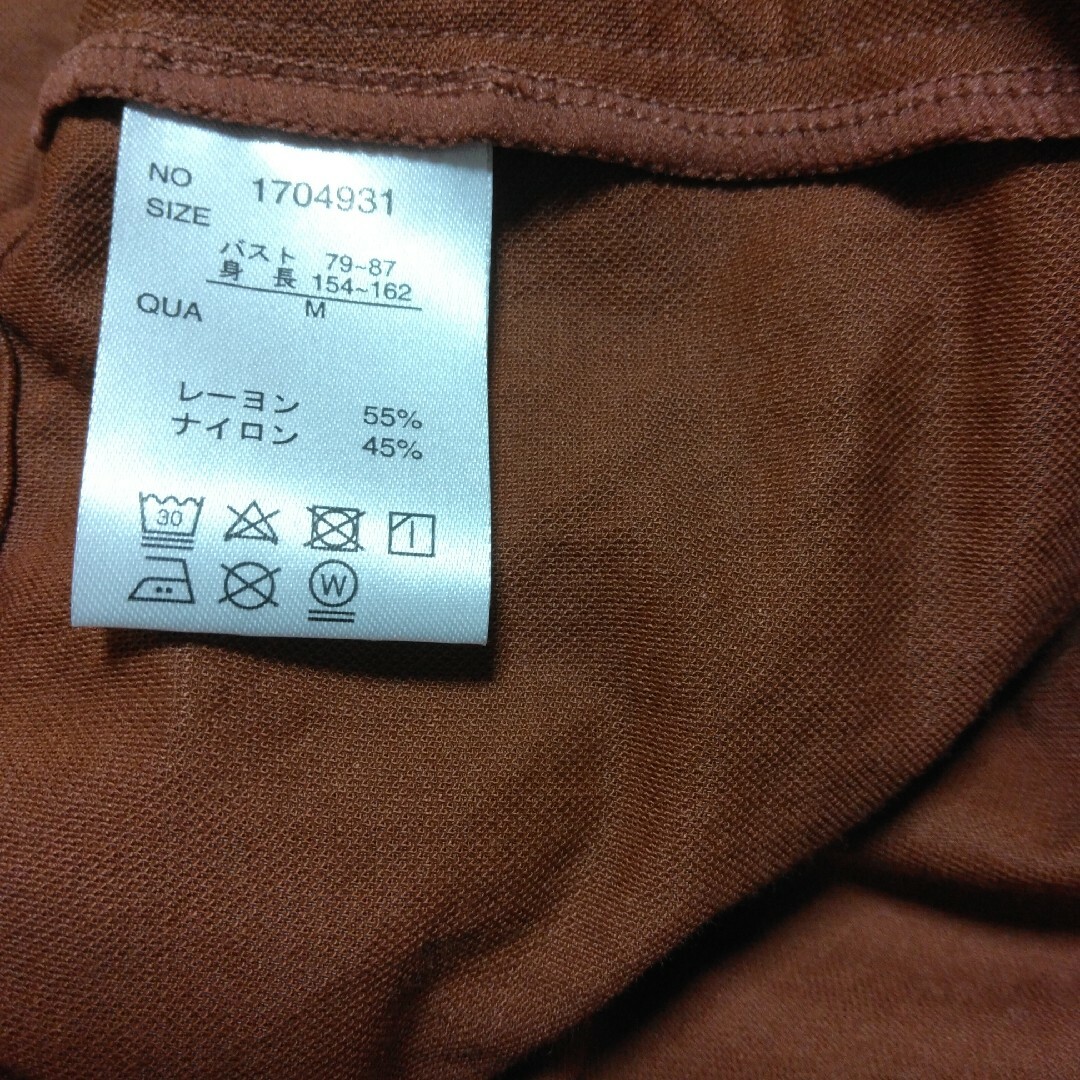 NO 1704931
SIZE
バスト 79~87
身 長 154~162
M
QUA
レーヨン 55%
ナイロン 45%
30
W